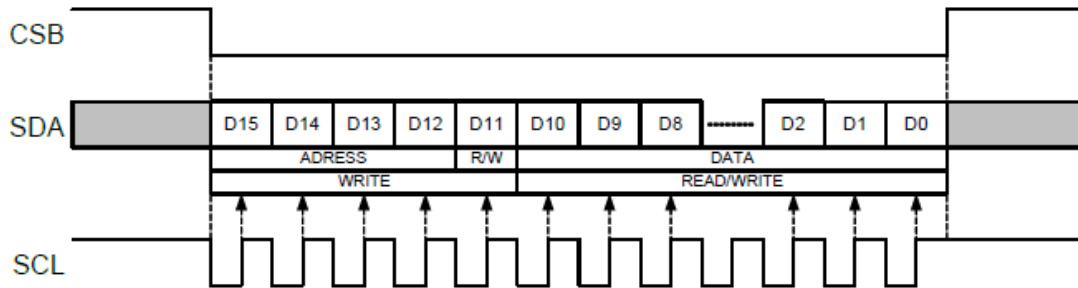 CSB
SDA D15 D14 D13 D12 D11 D10 D9 D8 D2 D1 D0
ADRESS R/W DATA
WRITE READ/WRITE
SCL